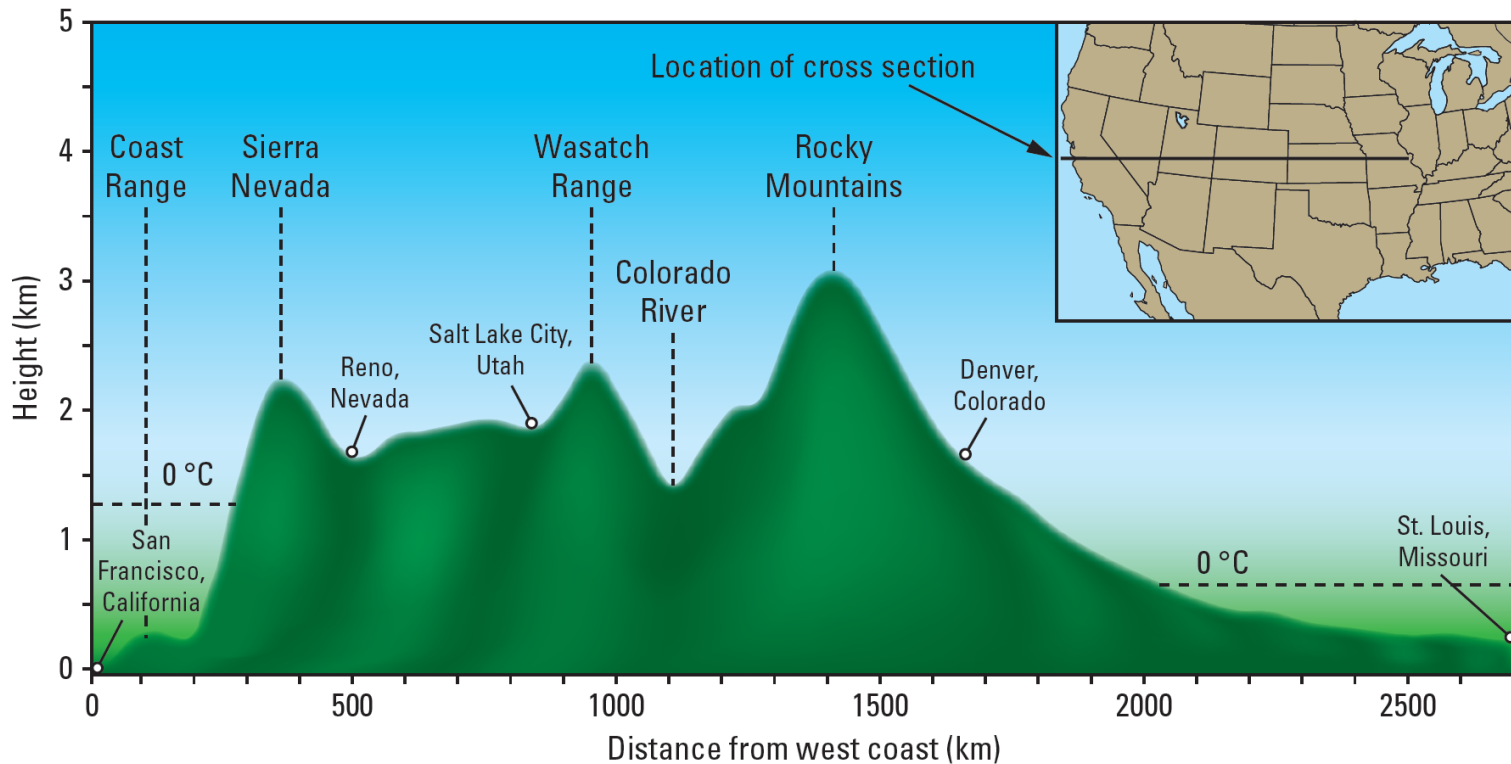 5
4
3
2
1
0
Height (km)
Location of cross section
Coast
Range
Sierra
Nevada
Wasatch
Range
Rocky
Mountains
Colorado
River
Salt Lake City,
Utah
Reno,
Nevada
Denver,
Colorado
0 °C
San
Francisco,
California
0 °C
St. Louis,
Missouri
0
500
1000
1500
2000
2500
Distance from west coast (km)